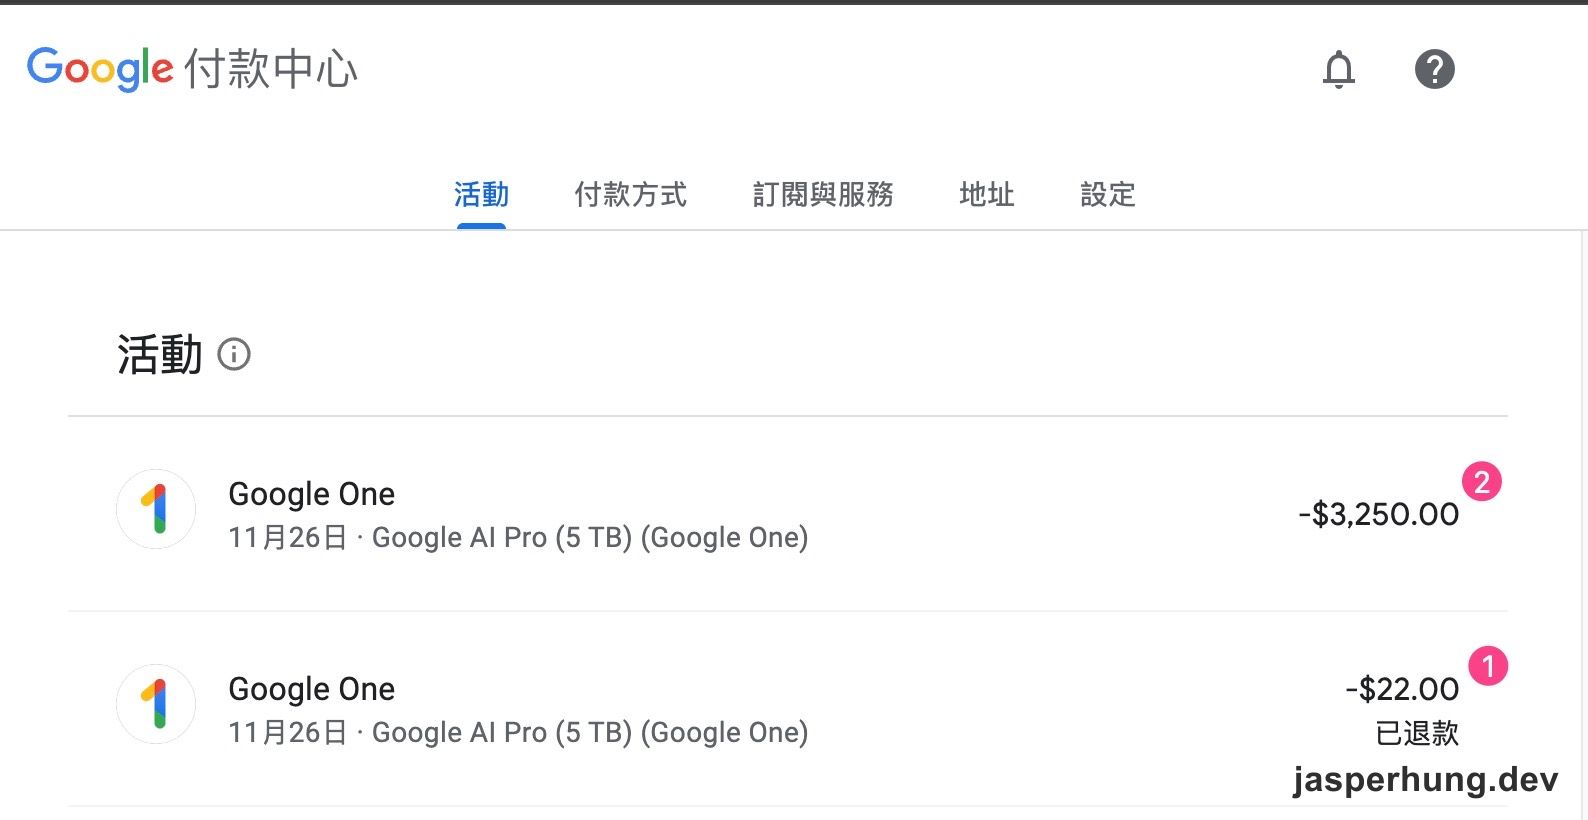 Google 付款中心
活動 付款方式 訂閱與服務 地址 設定
活動
Google One
11月26日 · Google AI Pro (5 TB) (Google One)
-$3,250.00
2
Google One
11月26日 · Google AI Pro (5 TB) (Google One)
-$22.00
1
已退款
jasperhung.dev